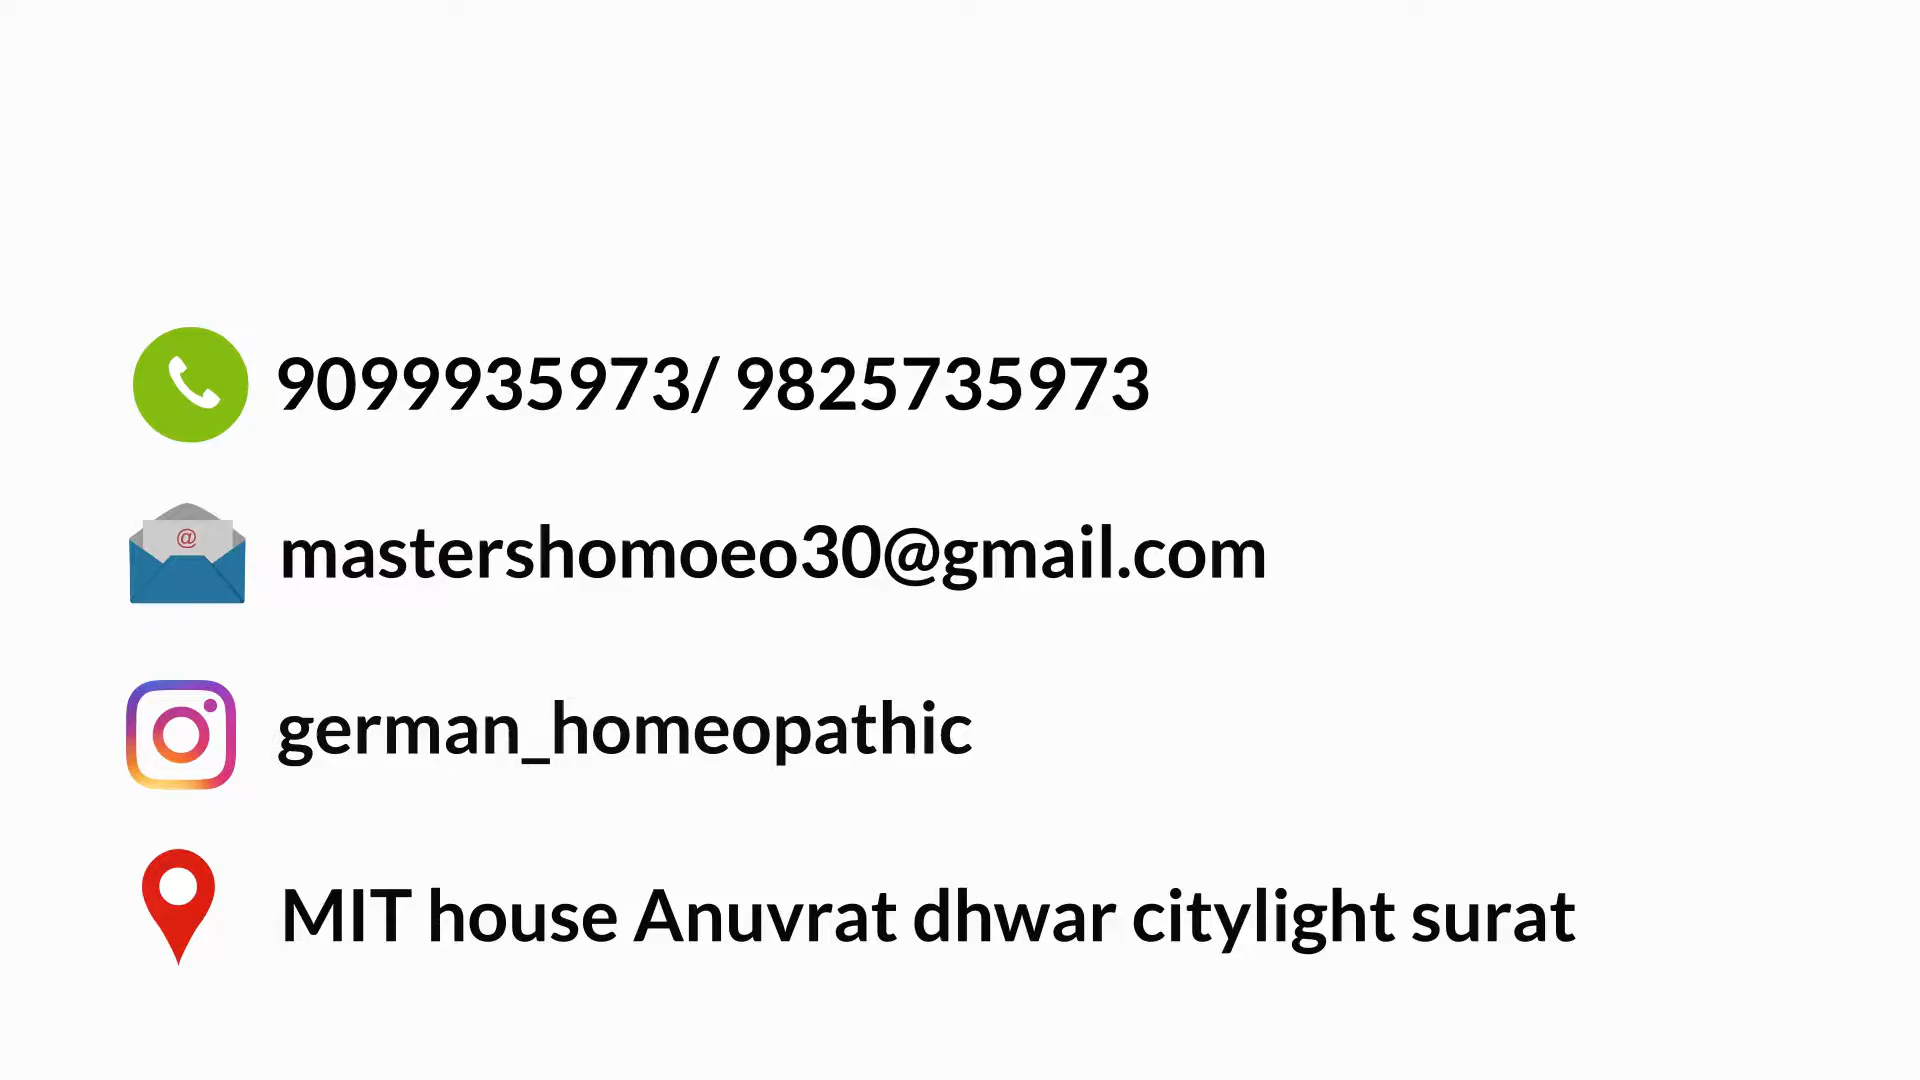 9099935973/ 9825735973
@
mastershomoeo30@gmail.com
german_homeopathic
MIT house Anuvrat dhwar citylight surat